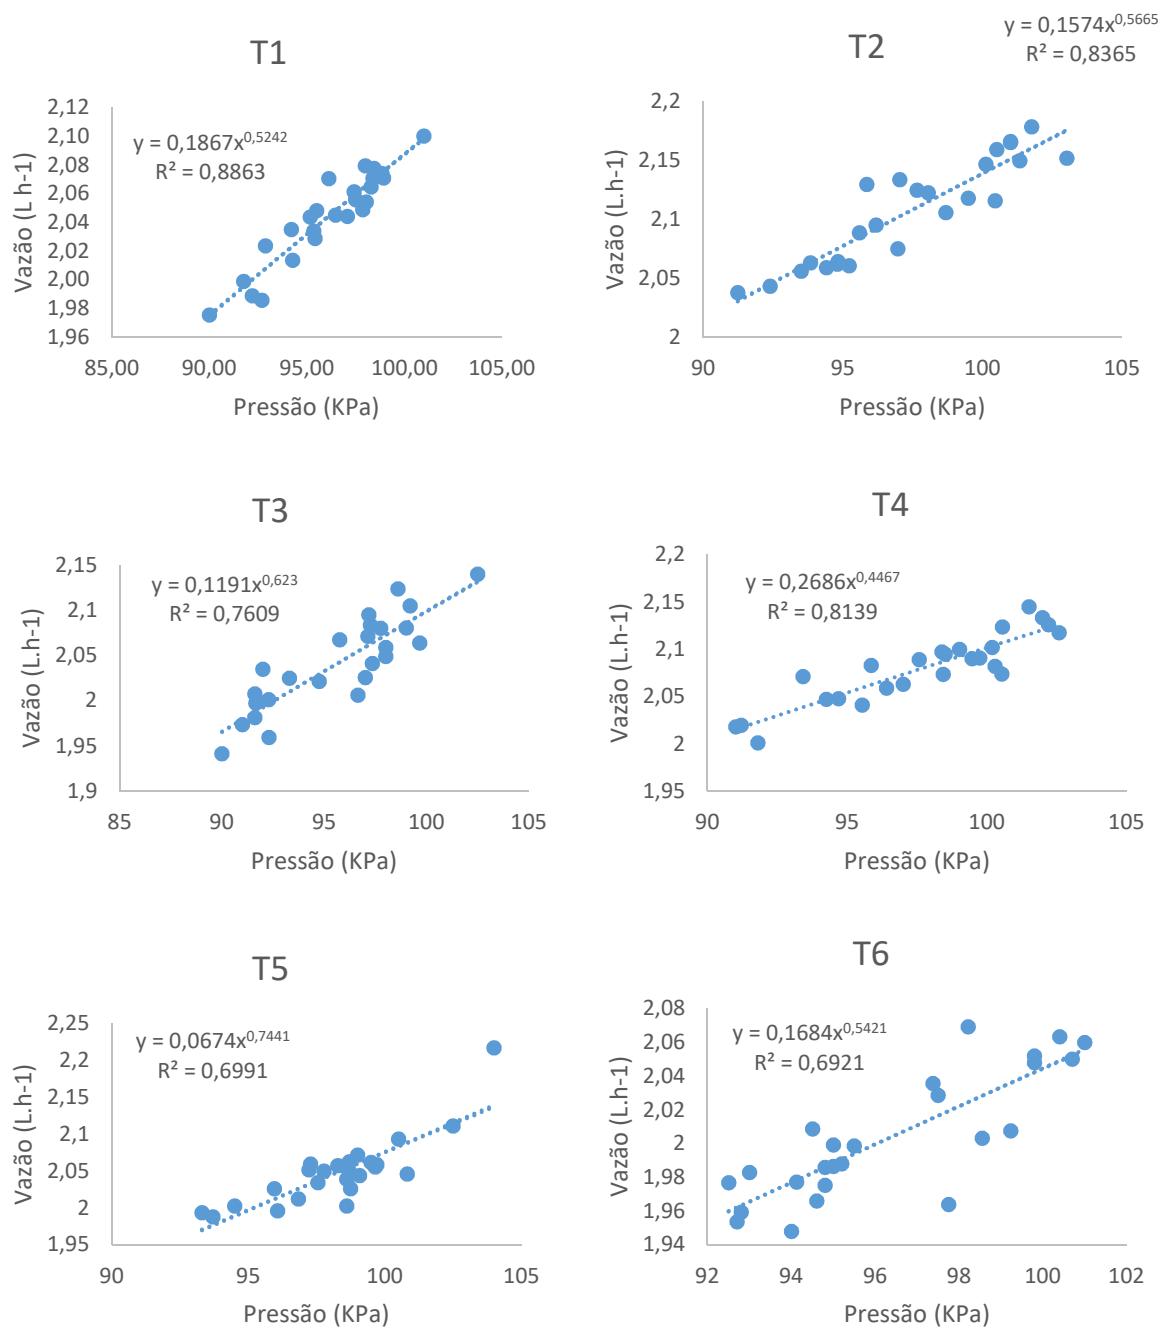 T1
y = 0,1867x^0,5242
R² = 0,8863
2,12
2,10
2,08
2,06
2,04
2,02
2,00
1,98
1,96
Vazão (L h-1)
85,00 90,00 95,00 100,00 105,00
Pressão (KPa)
T2
y = 0,1574x^0,5665
R² = 0,8365
2,2
2,15
2,1
2,05
2
Vazão (L.h-1)
90 95 100 105
Pressão (KPa)
T3
y = 0,1191x^0,623
R² = 0,7609
2,15
2,1
2,05
2
1,95
1,9
Vazão (L.h-1)
85 90 95 100 105
Pressão (KPa)
T4
y = 0,2686x^0,4467
R² = 0,8139
2,2
2,15
2,1
2,05
2
1,95
Vazão (L.h-1)
90 95 100 105
Pressão (KPa)
T5
y = 0,0674x^0,7441
R² = 0,6991
2,25
2,2
2,15
2,1
2,05
2
1,95
Vazão (L.h-1)
90 95 100 105
Pressão (KPa)
T6
y = 0,1684x^0,5421
R² = 0,6921
2,08
2,06
2,04
2,02
2
1,98
1,96
1,94
Vazão (L.h-1)
92 94 96 98 100 102
Pressão (KPa)